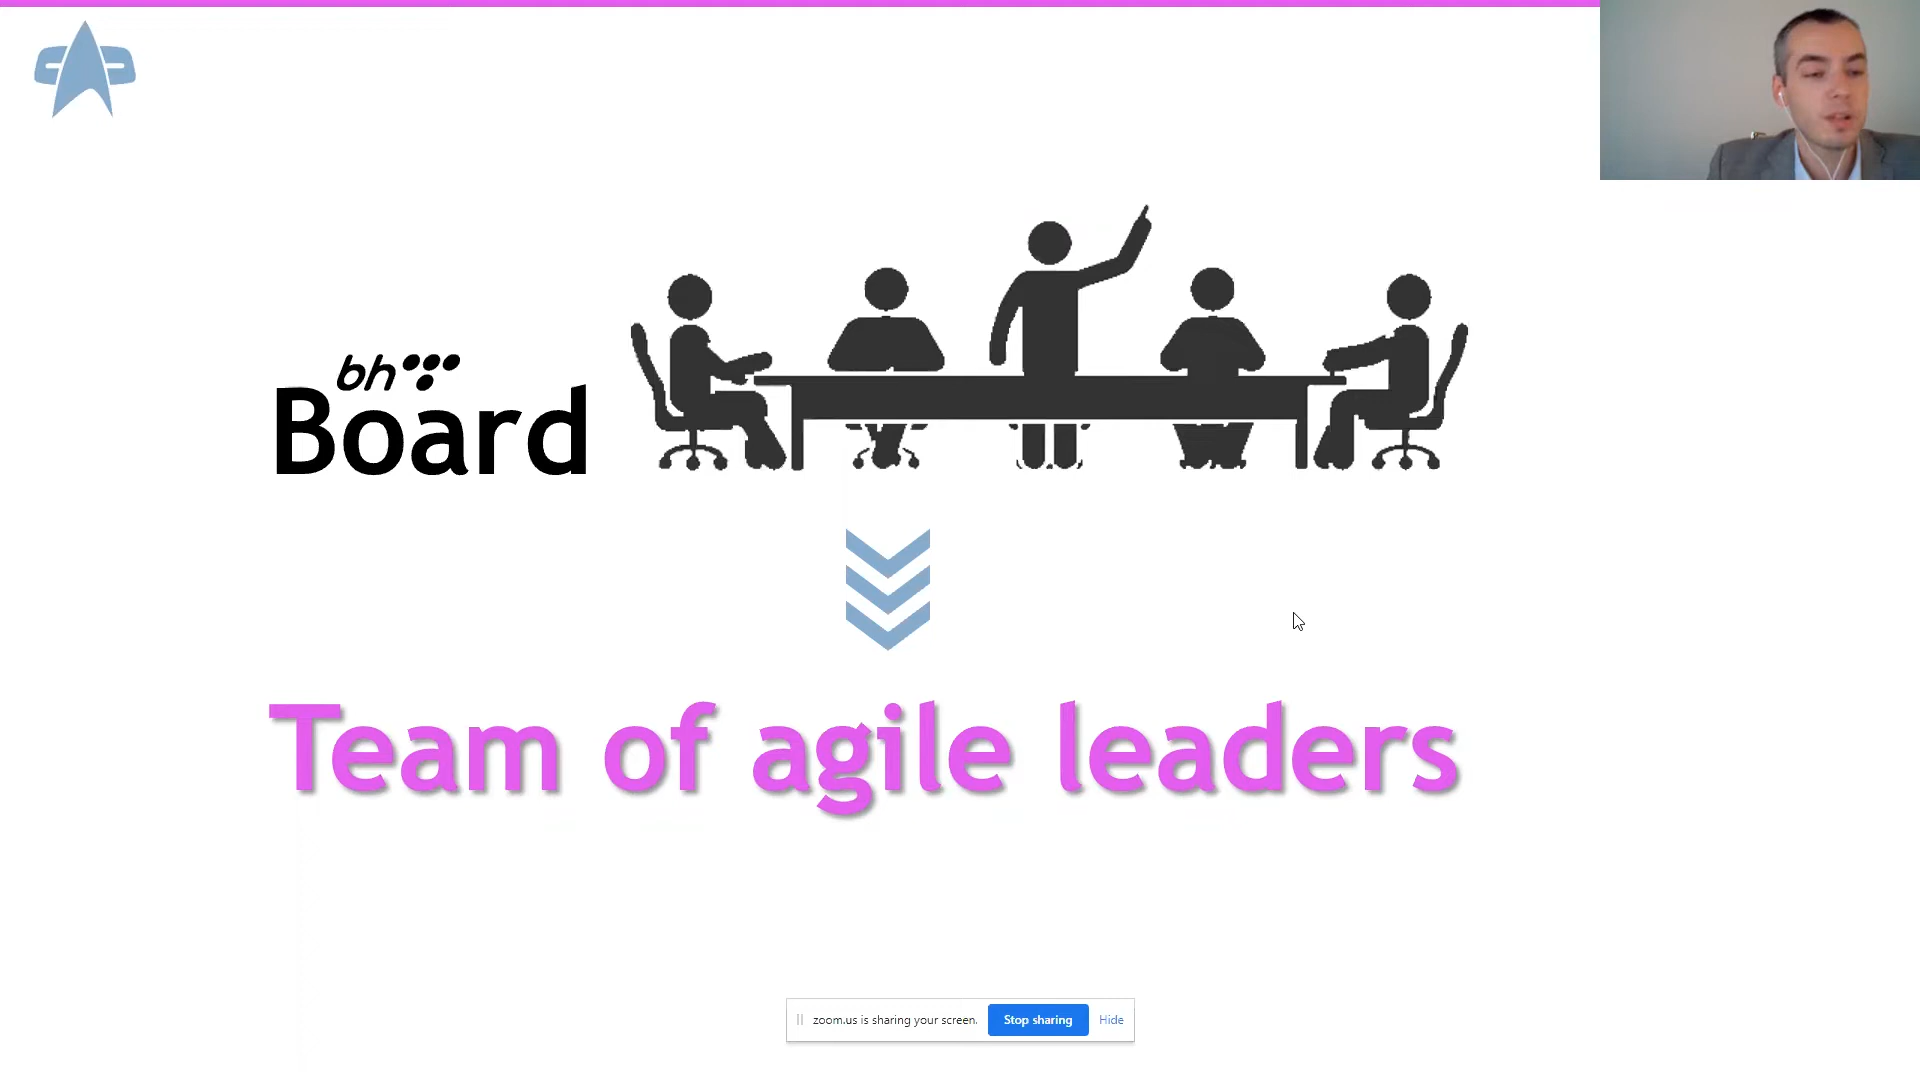 bh
Board
Team of agile leaders
zoom.us is sharing your screen. Stop sharing Hide